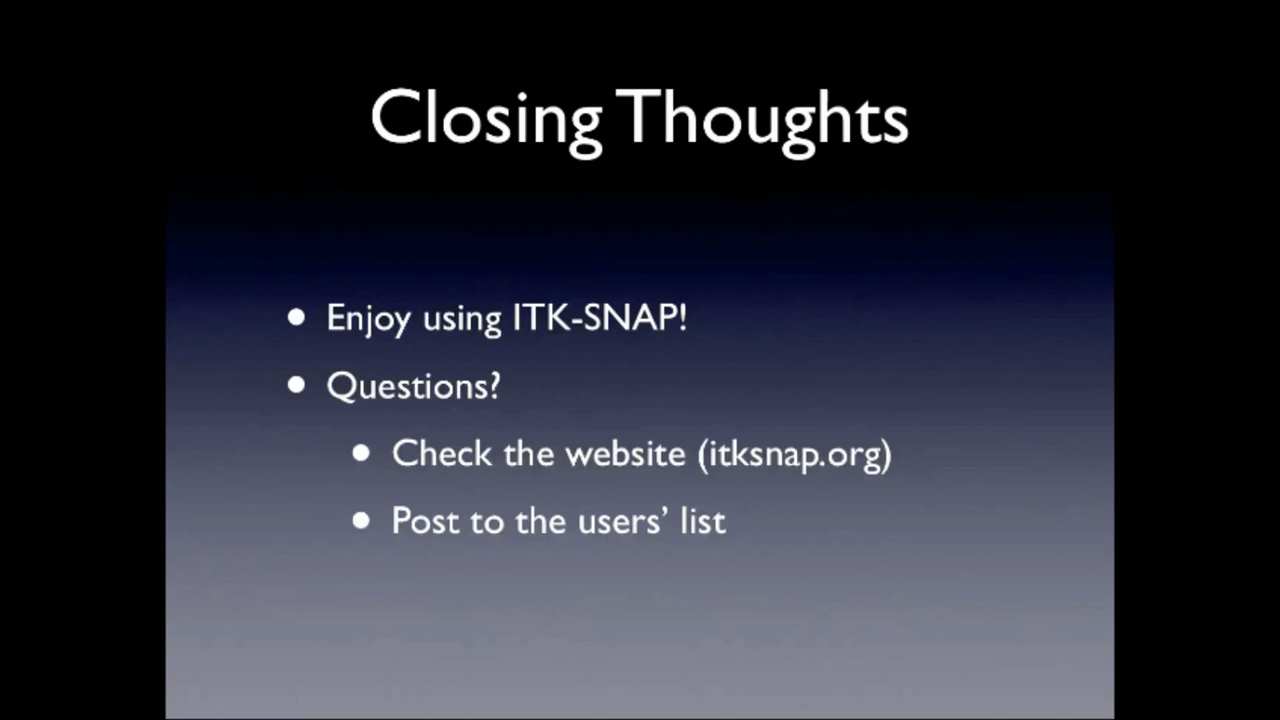 Closing Thoughts
• Enjoy using ITK-SNAP!
• Questions?
• Check the website (itksnap.org)
• Post to the users’ list